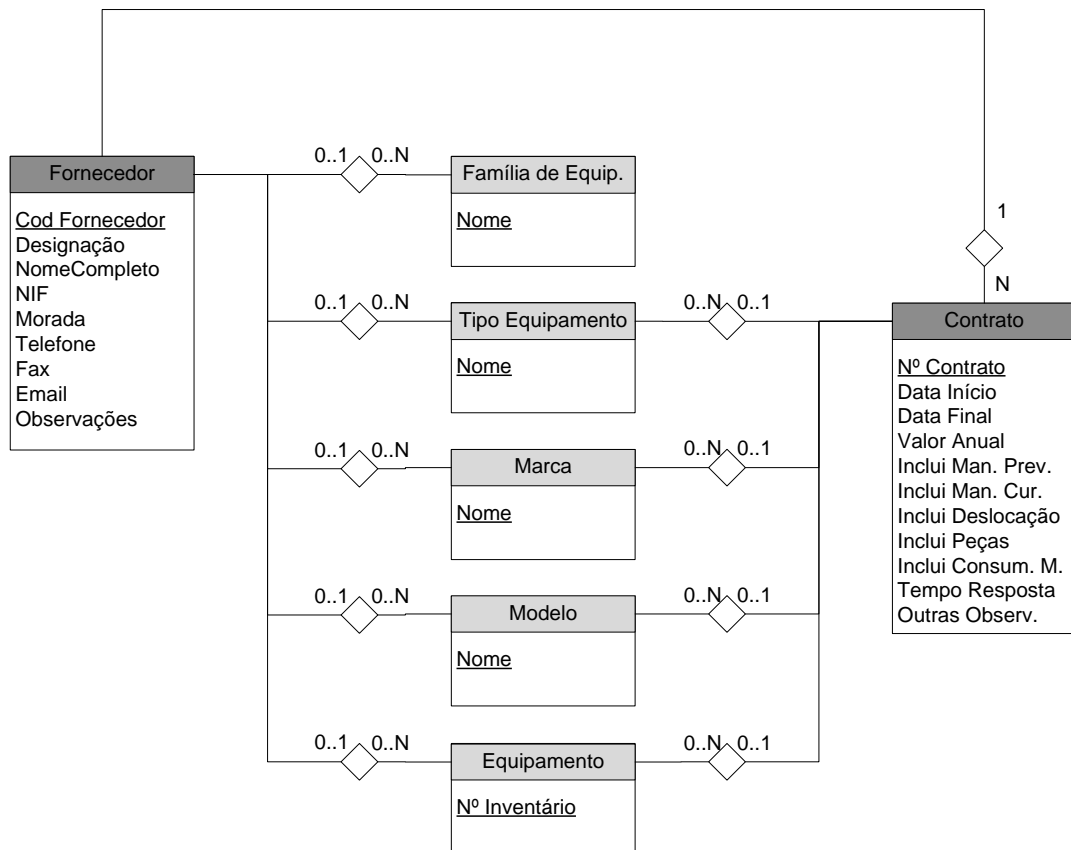 Fornecedor
Cod Fornecedor
Designação
NomeCompleto
NIF
Morada
Telefone
Fax
Email
Observações
0..1 0..N
Família de Equip.
Nome
0..1 0..N
Tipo Equipamento
Nome
0..N 0..1
0..1 0..N
Marca
Nome
0..N 0..1
0..1 0..N
Modelo
Nome
0..N 0..1
0..1 0..N
Equipamento
Nº Inventário
0..N 0..1
1
N
Contrato
Nº Contrato
Data Início
Data Final
Valor Anual
Inclui Man. Prev.
Inclui Man. Cur.
Inclui Deslocação
Inclui Peças
Inclui Consum. M.
Tempo Resposta
Outras Observ.